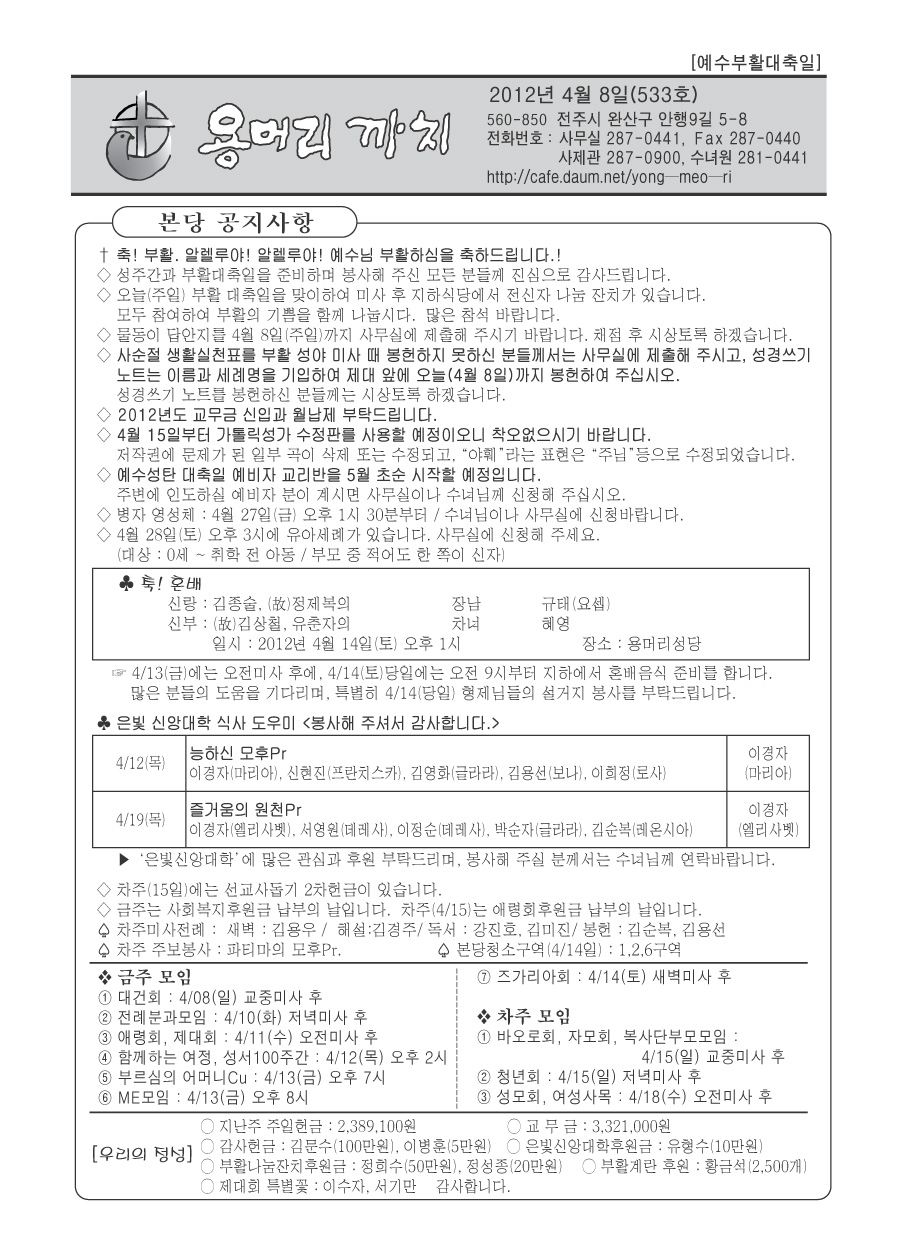 [예수부활대축일]
용머리 까치
2012년 4월 8일(533호)
560-850 전주시 완산구 안행9길 5-8
전화번호 : 사무실 287-0441, Fax 287-0440
사제관 287-0900, 수녀원 281-0441
http://cafe.daum.net/yong—meo—ri
본당 공지사항
† 축! 부활. 알렐루야! 알렐루야! 예수님 부활하심을 축하드립니다.!
◇ 성주간과 부활대축일을 준비하며 봉사해 주신 모든 분들께 진심으로 감사드립니다.
◇ 오늘(주일) 부활 대축일을 맞이하여 미사 후 지하식당에서 전신자 나눔 잔치가 있습니다.
모두 참여하여 부활의 기쁨을 함께 나눕시다. 많은 참석 바랍니다.
◇ 물동이 답안지를 4월 8일(주일)까지 사무실에 제출해 주시기 바랍니다. 채점 후 시상토록 하겠습니다.
◇ 사순절 생활실천표를 부활 성야 미사 때 봉헌하지 못하신 분들께서는 사무실에 제출해 주시고, 성경쓰기
노트는 이름과 세례명을 기입하여 제대 앞에 오늘(4월 8일)까지 봉헌하여 주십시오.
성경쓰기 노트를 봉헌하신 분들께는 시상토록 하겠습니다.
◇ 2012년도 교무금 신입과 월납제 부탁드립니다.
◇ 4월 15일부터 가톨릭성가 수정판를 사용할 예정이오니 착오없으시기 바랍니다.
저작권에 문제가 된 일부 곡이 삭제 또는 수정되고, “야훼”라는 표현은 “주님”등으로 수정되었습니다.
◇ 예수성탄 대축일 예비자 교리반을 5월 초순 시작할 예정입니다.
주변에 인도하실 예비자 분이 계시면 사무실이나 수녀님께 신청해 주십시오.
◇ 병자 영성체 : 4월 27일(금) 오후 1시 30분부터 / 수녀님이나 사무실에 신청바랍니다.
◇ 4월 28일(토) 오후 3시에 유아세례가 있습니다. 사무실에 신청해 주세요.
(대상 : 0세 ~ 취학 전 아동 / 부모 중 적어도 한 쪽이 신자)
♣ 축! 혼배
신랑 : 김종술, (故)정제복의 장남 규태(요셉)
신부 : (故)김상칠, 유춘자의 차녀 혜영
일시 : 2012년 4월 14일(토) 오후 1시 장소 : 용머리성당
☞ 4/13(금)에는 오전미사 후에, 4/14(토)당일에는 오전 9시부터 지하에서 혼배음식 준비를 합니다.
많은 분들의 도움을 기다리며, 특별히 4/14(당일) 형제님들의 설거지 봉사를 부탁드립니다.
♣ 은빛 신앙대학 식사 도우미 <봉사해 주셔서 감사합니다.>
4/12(목) 능하신 모후Pr 이경자
이경자(마리아), 신현진(프란치스카), 김영화(글라라), 김용선(보나), 이희정(로사) (마리아)
4/19(목) 즐거움의 원천Pr 이경자
이경자(엘리사벳), 서영원(데레사), 이정순(데레사), 박순자(글라라), 김순복(레온시아) (엘리사벳)
▶ ‘은빛신앙대학’에 많은 관심과 후원 부탁드리며, 봉사해 주실 분께서는 수녀님께 연락바랍니다.
◇ 차주(15일)에는 선교사돕기 2차헌금이 있습니다.
◇ 금주는 사회복지후원금 납부의 날입니다. 차주(4/15)는 애령회후원금 납부의 날입니다.
♤ 차주미사전례 : 새벽 : 김용우 / 해설:김경주/ 독서 : 강진호, 김미진/ 봉헌 : 김순복, 김용선
♤ 차주 주보봉사 : 파티마의 모후Pr. ♤ 본당청소구역(4/14일) : 1,2,6구역
❖ 금주 모임
① 대건회 : 4/08(일) 교중미사 후
② 전례분과모임 : 4/10(화) 저녁미사 후
③ 애령회, 제대회 : 4/11(수) 오전미사 후
④ 함께하는 여정, 성서100주간 : 4/12(목) 오후 2시
⑤ 부르심의 어머니Cu : 4/13(금) 오후 7시
⑥ ME모임 : 4/13(금) 오후 8시
⑦ 즈가리아회 : 4/14(토) 새벽미사 후
❖ 차주 모임
① 바오로회, 자모회, 복사단부모모임 :
4/15(일) 교중미사 후
② 청년회 : 4/15(일) 저녁미사 후
③ 성모회, 여성사목 : 4/18(수) 오전미사 후
[우리의 정성]
○ 지난주 주일헌금 : 2,389,100원 ○ 교 무 금 : 3,321,000원
○ 감사헌금 : 김문수(100만원), 이병훈(5만원) ○ 은빛신앙대학후원금 : 유형수(10만원)
○ 부활나눔잔치후원금 : 정희수(50만원), 정성종(20만원) ○ 부활계란 후원 : 황금석(2,500개)
○ 제대회 특별꽃 : 이수자, 서기만 감사합니다.